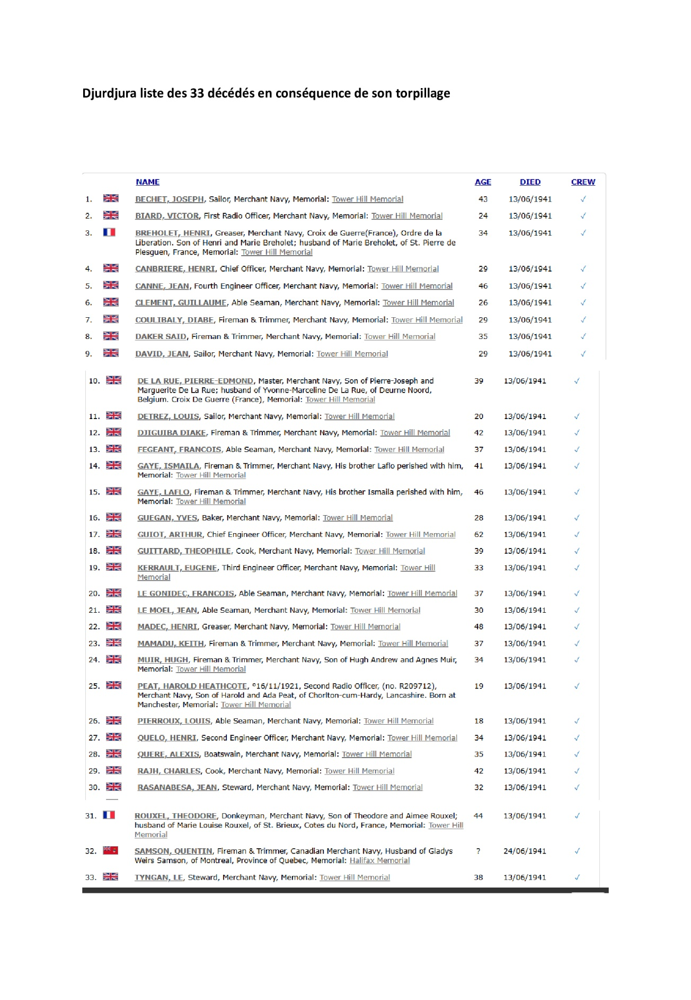 Djurdjura liste des 33 décédés en conséquence de son torpillage
NAME AGE DIED CREW
1. BECHET, JOSEPH, Sailor, Merchant Navy, Memorial: Tower Hill Memorial 43 13/06/1941 ✓
2. BIARD, VICTOR, First Radio Officer, Merchant Navy, Memorial: Tower Hill Memorial 24 13/06/1941 ✓
3. BREHOLET, HENRI, Greaser, Merchant Navy, Croix de Guerre(France), Ordre de la 34 13/06/1941 ✓
Liberation. Son of Henri and Marie Breholet; husband of Marie Breholet, of St. Pierre de
Plesguen, France, Memorial: Tower Hill Memorial
4. CANBRIERE, HENRI, Chief Officer, Merchant Navy, Memorial: Tower Hill Memorial 29 13/06/1941 ✓
5. CANNE, JEAN, Fourth Engineer Officer, Merchant Navy, Memorial: Tower Hill Memorial 46 13/06/1941 ✓
6. CLEMENT, GUILLAUME, Able Seaman, Merchant Navy, Memorial: Tower Hill Memorial 26 13/06/1941 ✓
7. COULIBALY, DIABE, Fireman & Trimmer, Merchant Navy, Memorial: Tower Hill Memorial 29 13/06/1941 ✓
8. DAKER SAID, Fireman & Trimmer, Merchant Navy, Memorial: Tower Hill Memorial 35 13/06/1941 ✓
9. DAVID, JEAN, Sailor, Merchant Navy, Memorial: Tower Hill Memorial 29 13/06/1941 ✓
10. DE LA RUE, PIERRE-EDMOND, Master, Merchant Navy, Son of Pierre-Joseph and 39 13/06/1941 ✓
Marguerite De La Rue; husband of Yvonne-Marceline De La Rue, of Deurne Noord,
Belgium. Croix De Guerre (France), Memorial: Tower Hill Memorial
11. DETREZ, LOUIS, Sailor, Merchant Navy, Memorial: Tower Hill Memorial 20 13/06/1941 ✓
12. DJIGUIBA DIAKE, Fireman & Trimmer, Merchant Navy, Memorial: Tower Hill Memorial 42 13/06/1941 ✓
13. FEGEANT, FRANCOIS, Able Seaman, Merchant Navy, Memorial: Tower Hill Memorial 37 13/06/1941 ✓
14. GAYE, ISMAILA, Fireman & Trimmer, Merchant Navy, His brother Laflo perished with him, 41 13/06/1941 ✓
Memorial: Tower Hill Memorial
15. GAYE, LAFLO, Fireman & Trimmer, Merchant Navy, His brother Ismaila perished with him, 46 13/06/1941 ✓
Memorial: Tower Hill Memorial
16. GUEGAN, YVES, Baker, Merchant Navy, Memorial: Tower Hill Memorial 28 13/06/1941 ✓
17. GUIOT, ARTHUR, Chief Engineer Officer, Merchant Navy, Memorial: Tower Hill Memorial 62 13/06/1941 ✓
18. GUITTARD, THEOPHILE, Cook, Merchant Navy, Memorial: Tower Hill Memorial 39 13/06/1941 ✓
19. KERRAULT, EUGENE, Third Engineer Officer, Merchant Navy, Memorial: Tower Hill 33 13/06/1941 ✓
Memorial
20. LE GONIDEC, FRANCOIS, Able Seaman, Merchant Navy, Memorial: Tower Hill Memorial 37 13/06/1941 ✓
21. LE MOEL, JEAN, Able Seaman, Merchant Navy, Memorial: Tower Hill Memorial 30 13/06/1941 ✓
22. MADEC, HENRI, Greaser, Merchant Navy, Memorial: Tower Hill Memorial 48 13/06/1941 ✓
23. MAMADU, KEITH, Fireman & Trimmer, Merchant Navy, Memorial: Tower Hill Memorial 37 13/06/1941 ✓
24. MUIR, HUGH, Fireman & Trimmer, Merchant Navy, Son of Hugh Andrew and Agnes Muir, 34 13/06/1941 ✓
Memorial: Tower Hill Memorial
25. PEAT, HAROLD HEATHCOTE, °16/11/1921, Second Radio Officer, (no. R209712), 19 13/06/1941 ✓
Merchant Navy, Son of Harold and Ada Peat, of Chorlton-cum-Hardy, Lancashire. Born at
Manchester, Memorial: Tower Hill Memorial
26. PIERROUX, LOUIS, Able Seaman, Merchant Navy, Memorial: Tower Hill Memorial 18 13/06/1941 ✓
27. QUELO, HENRI, Second Engineer Officer, Merchant Navy, Memorial: Tower Hill Memorial 34 13/06/1941 ✓
28. QUERE, ALEXIS, Boatswain, Merchant Navy, Memorial: Tower Hill Memorial 35 13/06/1941 ✓
29. RAJH, CHARLES, Cook, Merchant Navy, Memorial: Tower Hill Memorial 42 13/06/1941 ✓
30. RASANABESA, JEAN, Steward, Merchant Navy, Memorial: Tower Hill Memorial 32 13/06/1941 ✓
31. ROUXEL, THEODORE, Donkeyman, Merchant Navy, Son of Theodore and Aimee Rouxel; 44 13/06/1941 ✓
husband of Marie Louise Rouxel, of St. Brieux, Cotes du Nord, France, Memorial: Tower Hill
Memorial
32. SAMSON, QUENTIN, Fireman & Trimmer, Canadian Merchant Navy, Husband of Gladys ? 24/06/1941 ✓
Weirs Samson, of Montreal, Province of Quebec, Memorial: Halifax Memorial
33. TYNGAN, LE, Steward, Merchant Navy, Memorial: Tower Hill Memorial 38 13/06/1941 ✓